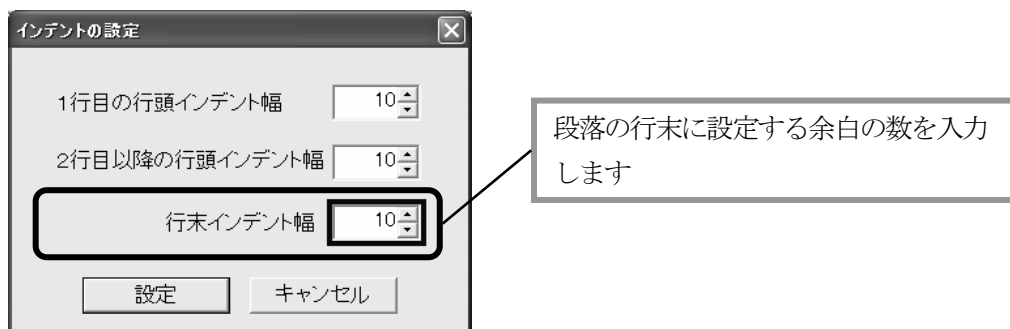 インデントの設定
1行目の行頭インデント幅 10
2行目以降の行頭インデント幅 10
行末インデント幅 10
設定 キャンセル
段落の行末に設定する余白の数を入力
します